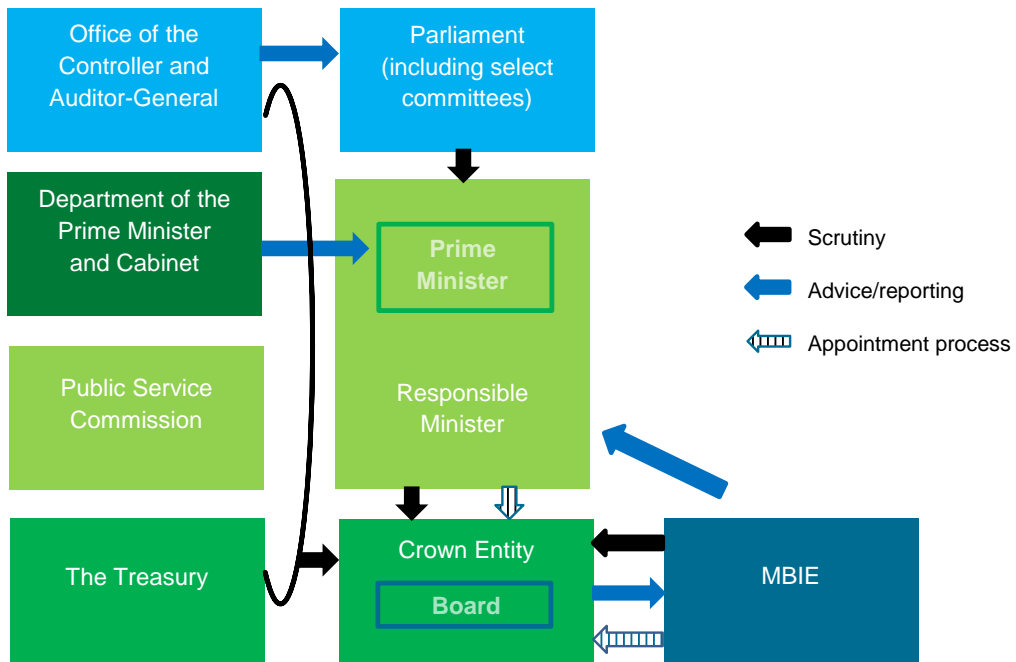 Office of the
Controller and
Auditor-General
Parliament
(including select
committees)
Department of the
Prime Minister
and Cabinet
Prime
Minister
Scrutiny
Advice/reporting
Appointment process
Public Service
Commission
Responsible
Minister
The Treasury
Crown Entity
Board
MBIE